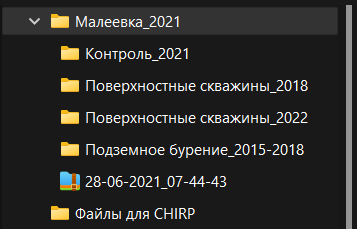 Малеевка_2021
Контроль_2021
Поверхностные скважины_2018
Поверхностные скважины_2022
Подземное бурение_2015-2018
28-06-2021_07-44-43
Файлы для CHIRP